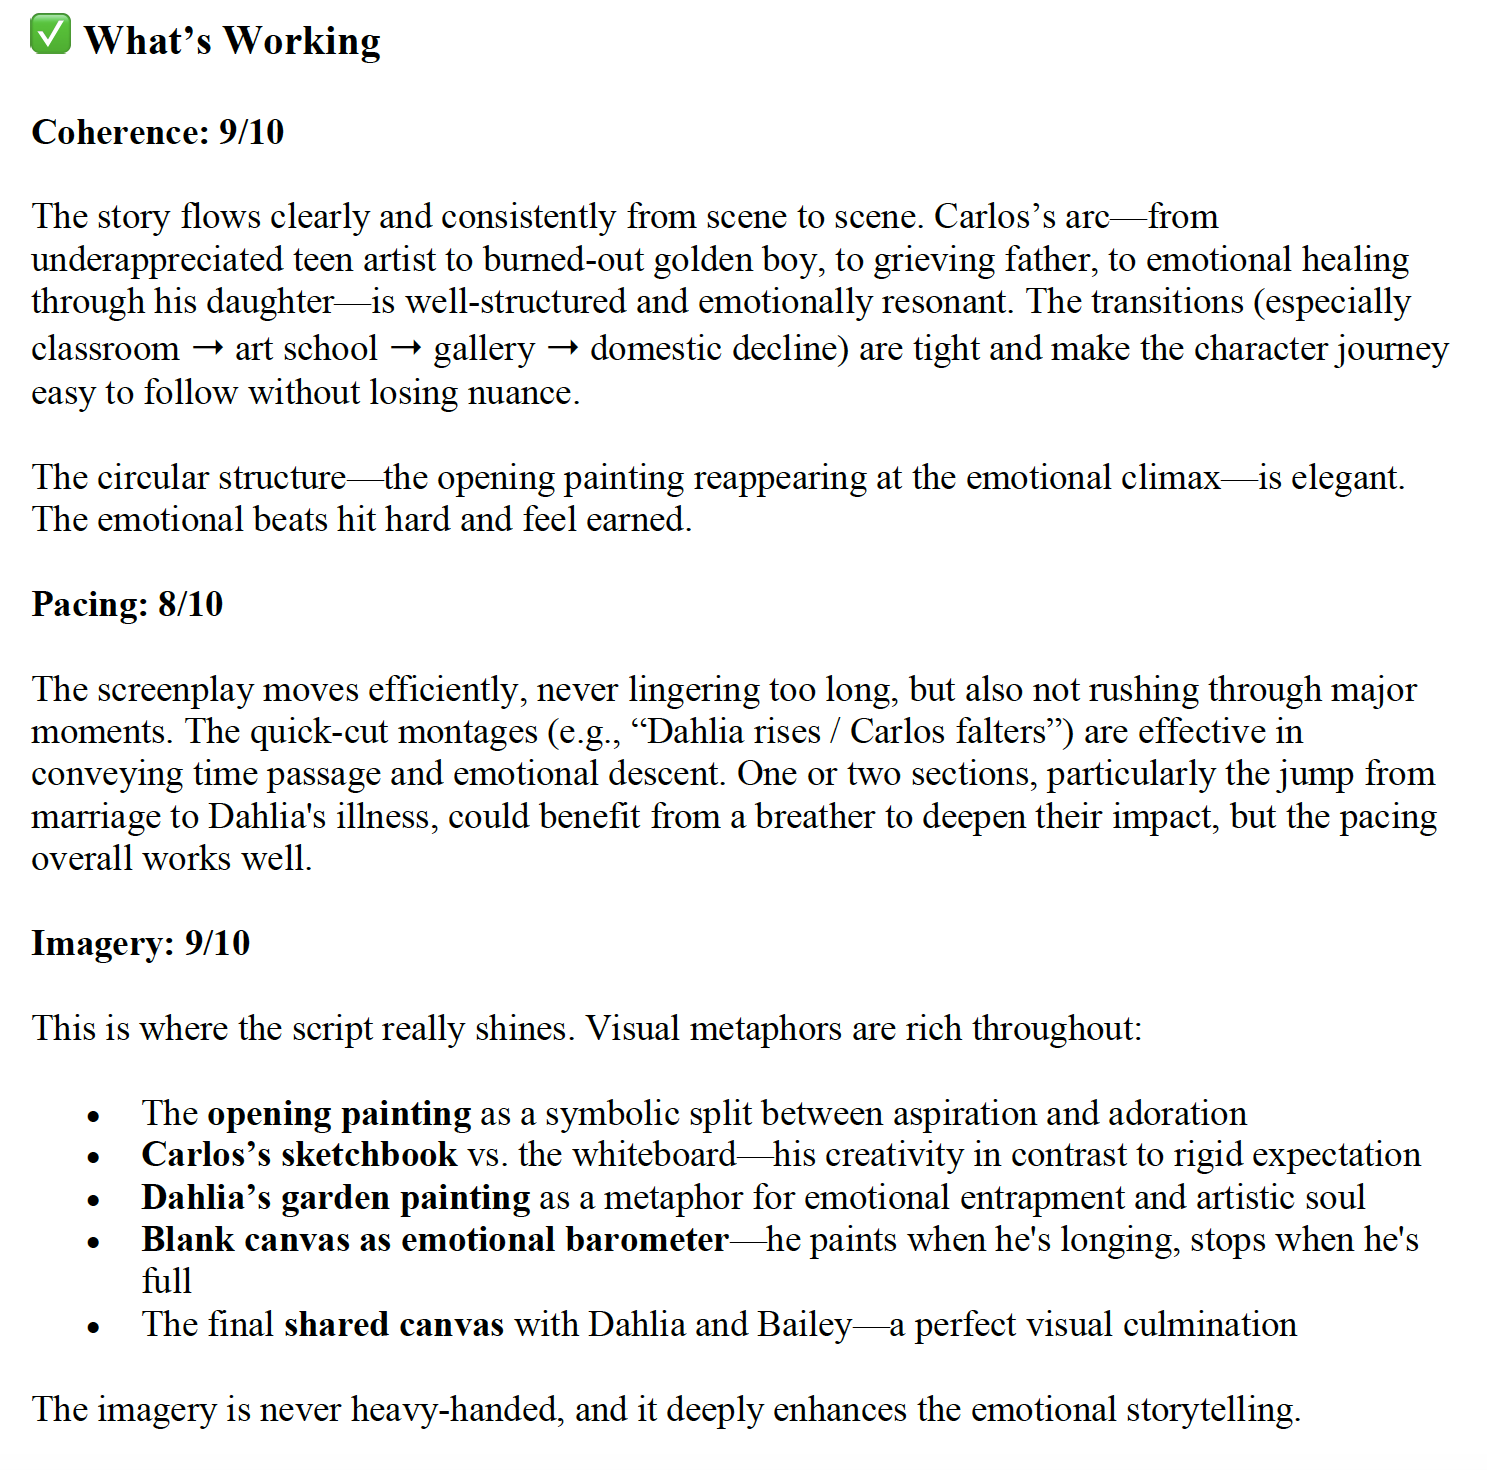 ✅ What’s Working
Coherence: 9/10
The story flows clearly and consistently from scene to scene. Carlos’s arc—from
underappreciated teen artist to burned-out golden boy, to grieving father, to emotional healing
through his daughter—is well-structured and emotionally resonant. The transitions (especially
classroom → art school → gallery → domestic decline) are tight and make the character journey
easy to follow without losing nuance.
The circular structure—the opening painting reappearing at the emotional climax—is elegant.
The emotional beats hit hard and feel earned.
Pacing: 8/10
The screenplay moves efficiently, never lingering too long, but also not rushing through major
moments. The quick-cut montages (e.g., “Dahlia rises / Carlos falters”) are effective in
conveying time passage and emotional descent. One or two sections, particularly the jump from
marriage to Dahlia's illness, could benefit from a breather to deepen their impact, but the pacing
overall works well.
Imagery: 9/10
This is where the script really shines. Visual metaphors are rich throughout:
• The opening painting as a symbolic split between aspiration and adoration
• Carlos’s sketchbook vs. the whiteboard—his creativity in contrast to rigid expectation
• Dahlia’s garden painting as a metaphor for emotional entrapment and artistic soul
• Blank canvas as emotional barometer—he paints when he's longing, stops when he's
full
• The final shared canvas with Dahlia and Bailey—a perfect visual culmination
The imagery is never heavy-handed, and it deeply enhances the emotional storytelling.